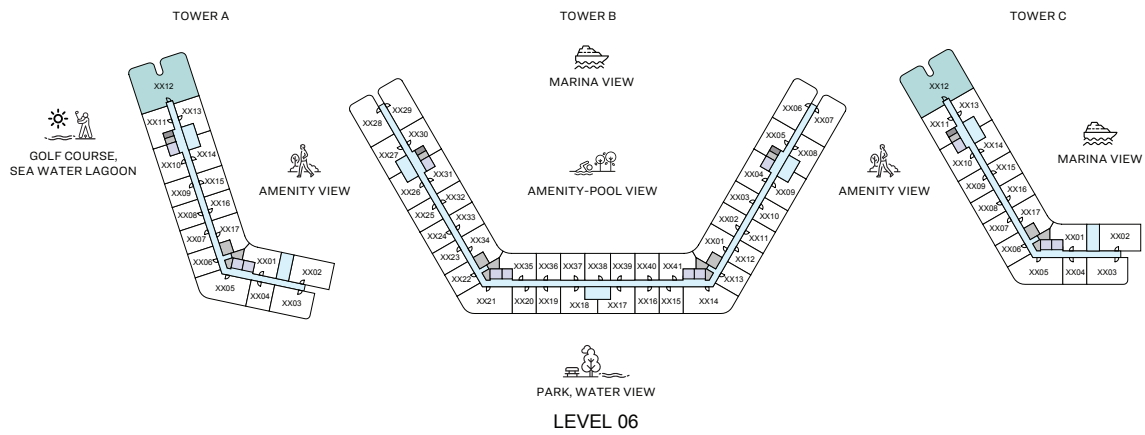 TOWER A
TOWER B
TOWER C
MARINA VIEW
GOLF COURSE,
SEA WATER LAGOON
AMENITY VIEW
AMENITY-POOL VIEW
AMENITY VIEW
MARINA VIEW
XX12
XX11
XX13
XX10
XX14
XX09
XX15
XX08
XX16
XX07
XX17
XX06
XX01
XX02
XX05
XX04
XX03
XX28
XX29
XX27
XX30
XX26
XX31
XX25
XX32
XX24
XX33
XX23
XX34
XX22
XX21
XX35
XX36
XX37
XX38
XX39
XX40
XX41
XX20
XX19
XX18
XX17
XX16
XX15
XX14
XX06
XX07
XX05
XX08
XX04
XX09
XX03
XX10
XX02
XX11
XX01
XX12
XX13
XX12
XX11
XX13
XX10
XX14
XX09
XX15
XX08
XX16
XX07
XX17
XX06
XX01
XX02
XX05
XX04
XX03
PARK, WATER VIEW
LEVEL 06